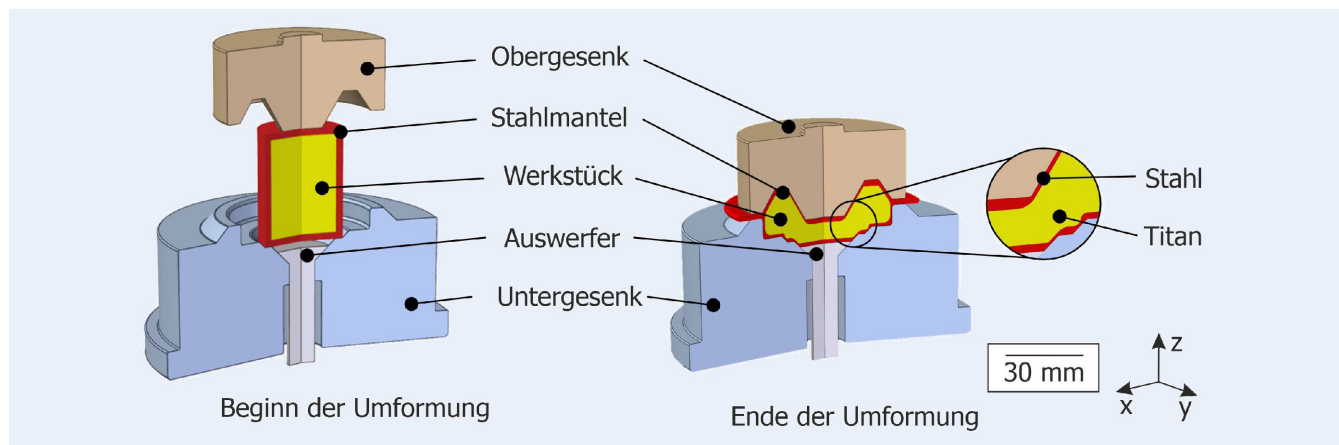 Obergesenk
Stahlmantel
Werkstück
Auswerfer
Untergesenk
Stahl
Titan
30 mm
z
x
y
Beginn der Umformung
Ende der Umformung